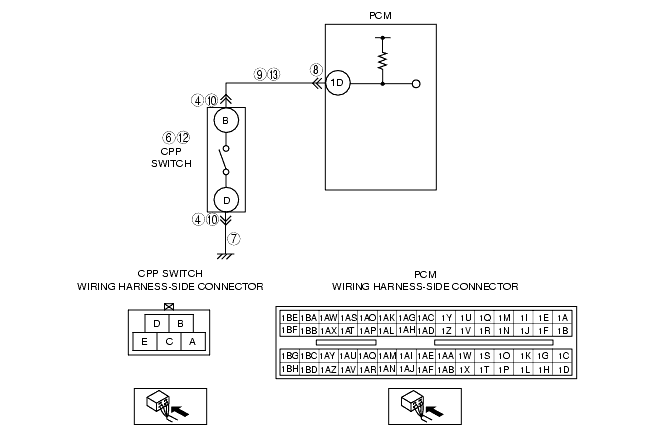 PCM
⑨⑬
⑧
1D
④⑩
B
⑥⑫
CPP
SWITCH
D
④⑩
⑦
CPP SWITCH
WIRING HARNESS-SIDE CONNECTOR
D B
E C A
PCM
WIRING HARNESS-SIDE CONNECTOR
1BE 1BA 1AW 1AS 1AO 1AK 1AG 1AC 1Y 1U 1Q 1M 1I 1E 1A
1BF 1BB 1AX 1AT 1AP 1AL 1AH 1AD 1Z 1V 1R 1N 1J 1F 1B
1BG 1BC 1AY 1AU 1AQ 1AM 1AI 1AE 1AA 1W 1S 1O 1K 1G 1C
1BH 1BD 1AZ 1AV 1AR 1AN 1AJ 1AF 1AB 1X 1T 1P 1L 1H 1D